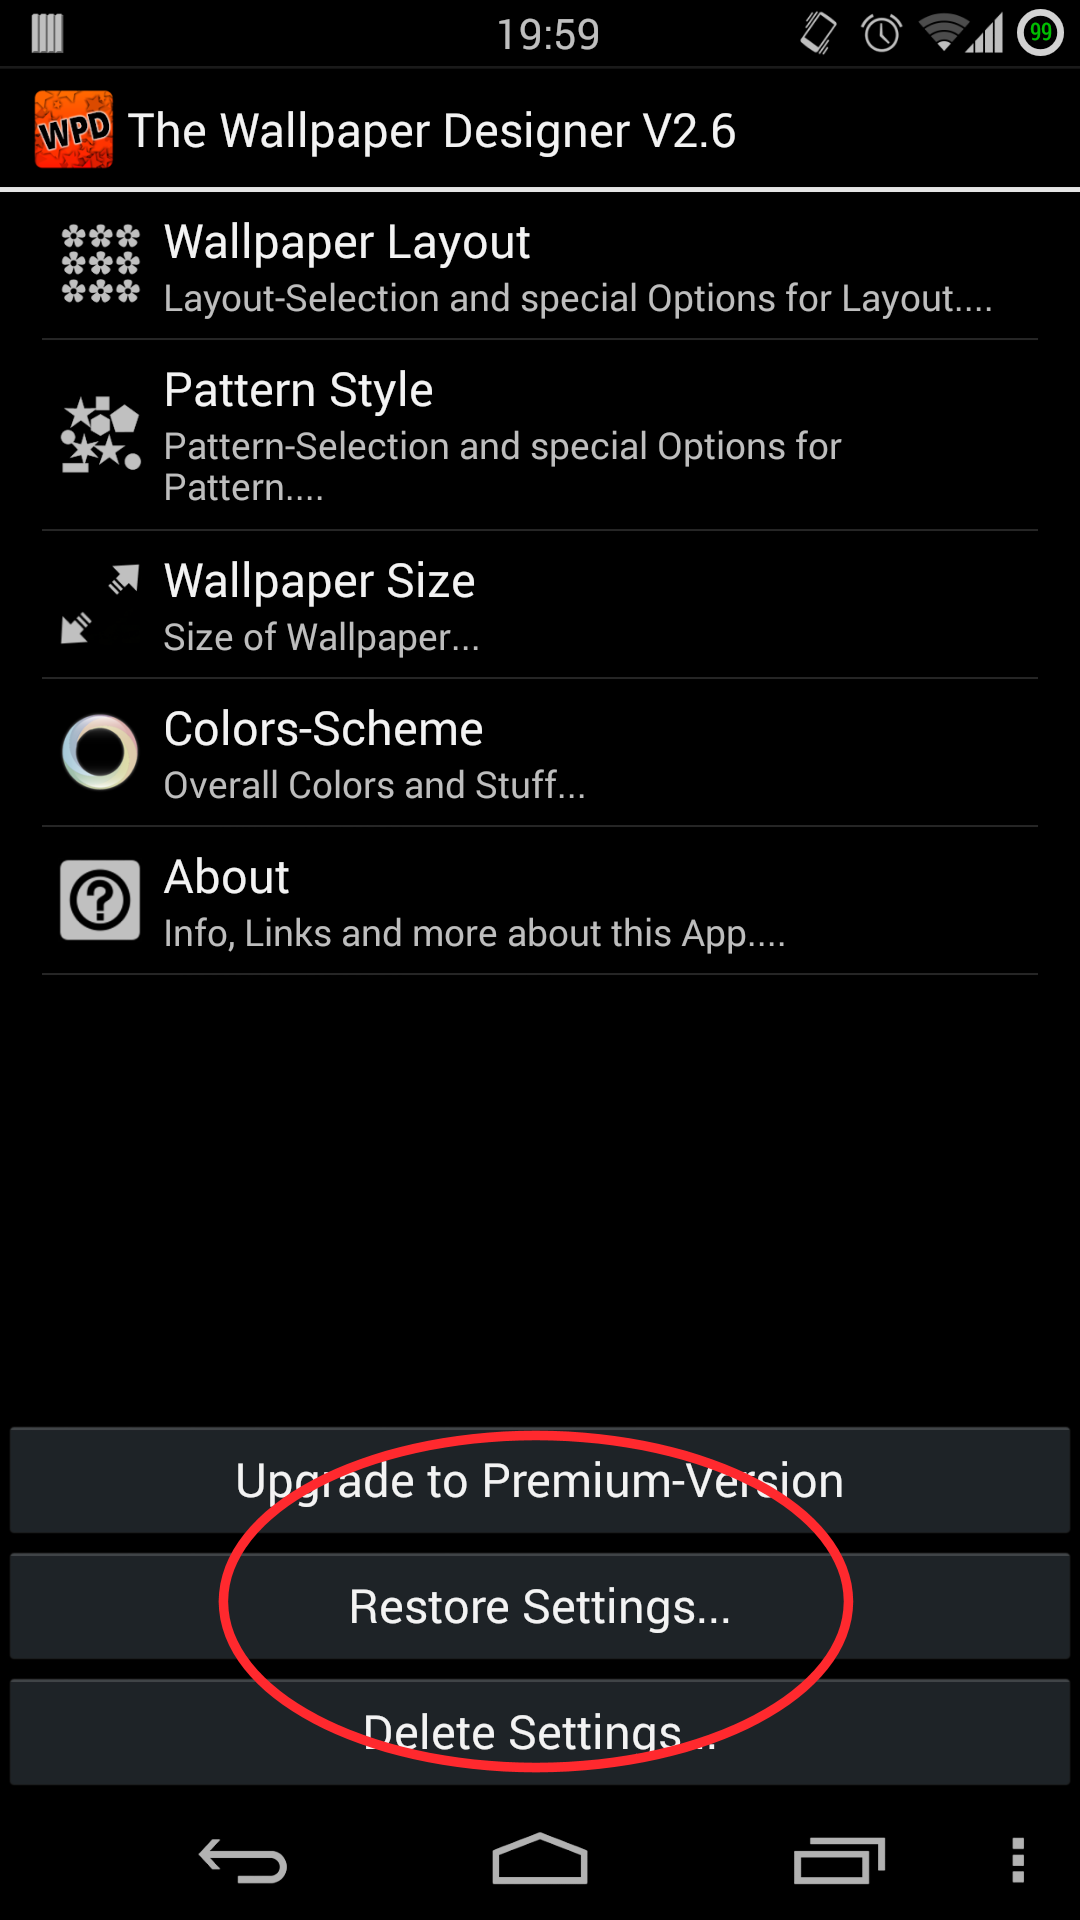 19:59
99
WPD
The Wallpaper Designer V2.6
Wallpaper Layout
Layout-Selection and special Options for Layout....
Pattern Style
Pattern-Selection and special Options for
Pattern....
Wallpaper Size
Size of Wallpaper...
Colors-Scheme
Overall Colors and Stuff...
?
About
Info, Links and more about this App....
Upgrade to Premium-Version
Restore Settings...
Delete Settings...